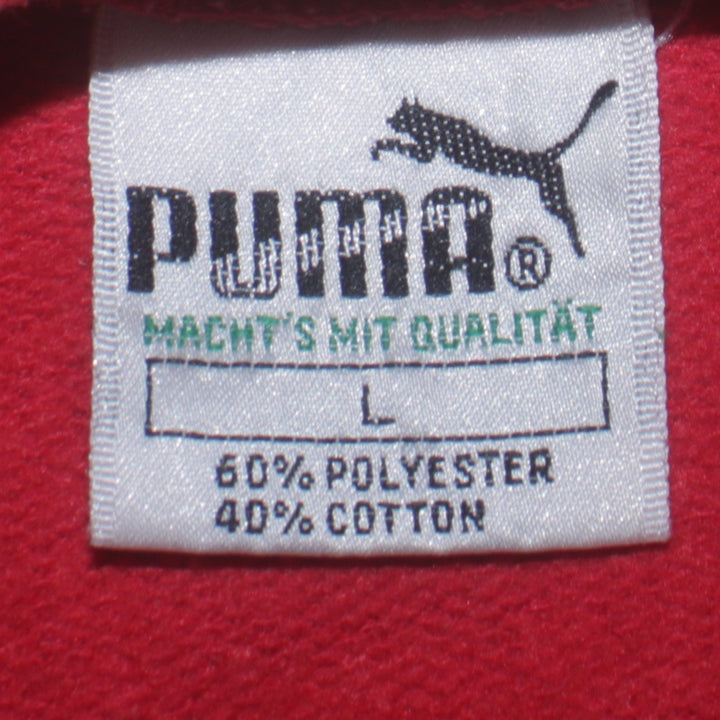 PUMA®
MACHT'S MIT QUALITÄT
L
60% POLYESTER
40% COTTON